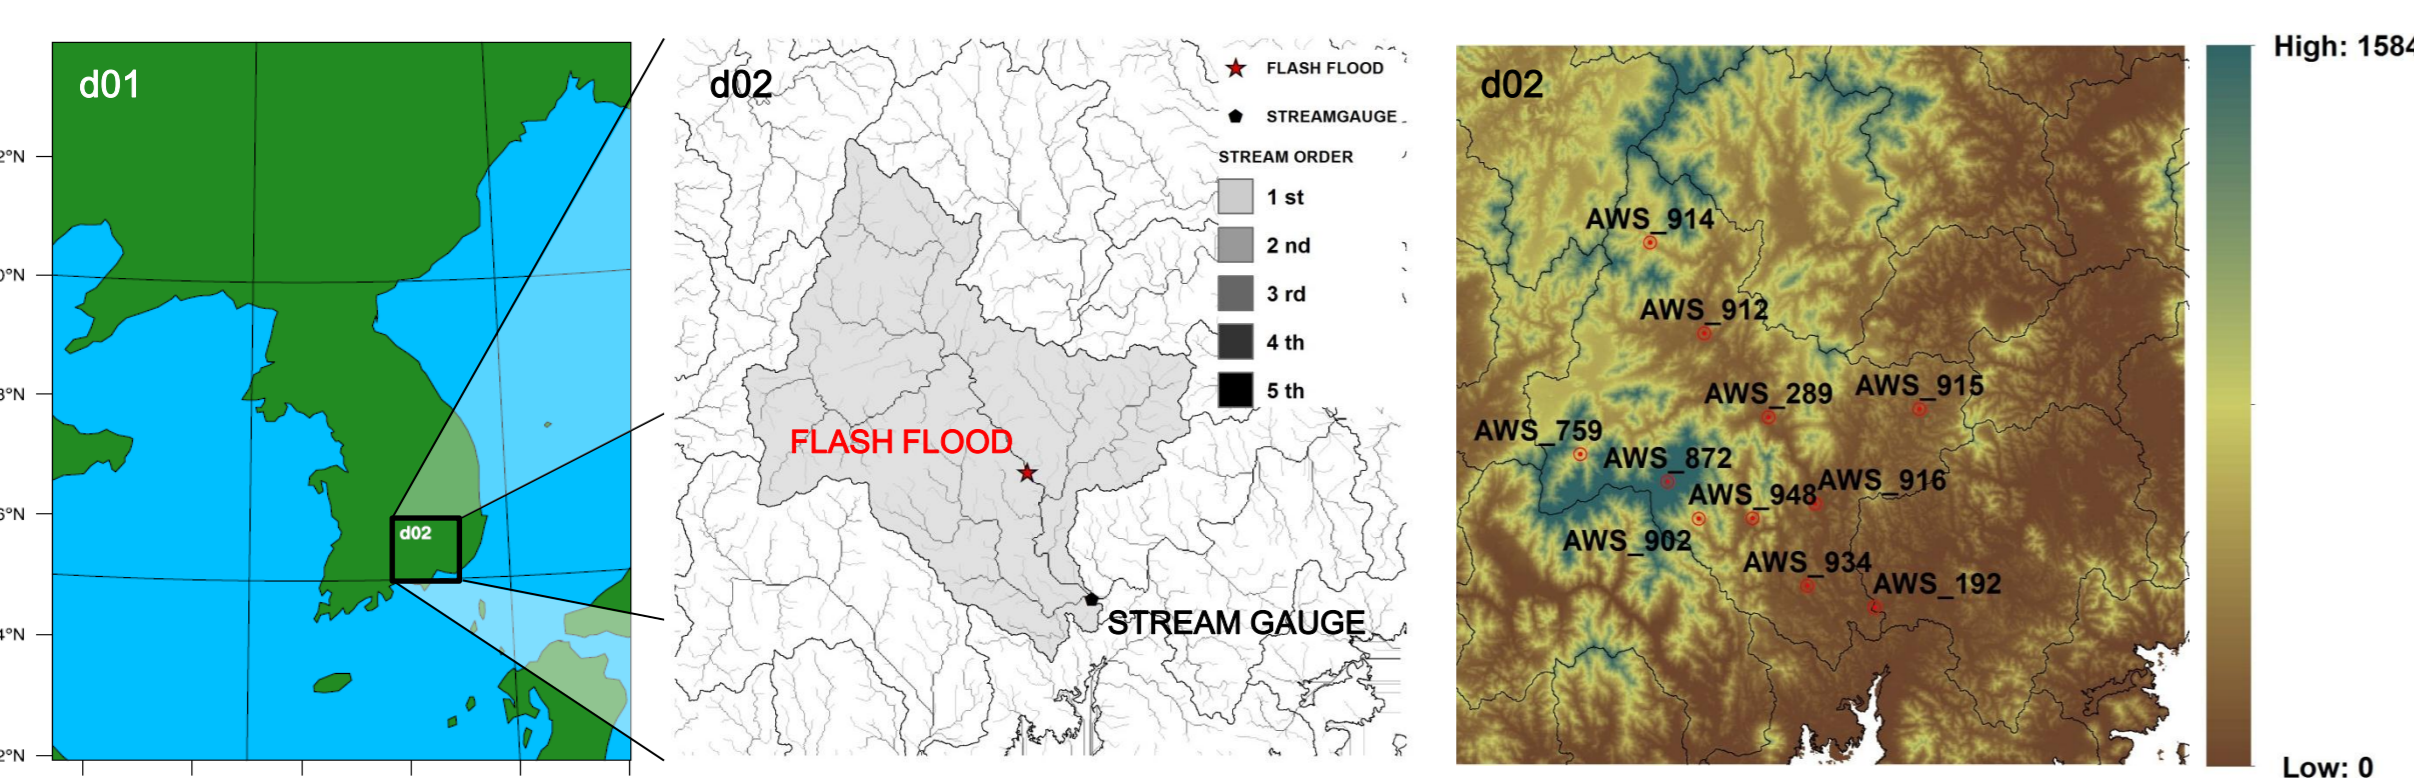 d01
2°N
0°N
8°N
6°N
4°N
2°N
d02
d02
FLASH FLOOD
STREAMGAUGE
STREAM ORDER
1 st
2 nd
3 rd
4 th
5 th
FLASH FLOOD
STREAM GAUGE
d02
AWS_914
AWS_912
AWS_289
AWS_915
AWS_759
AWS_872
AWS_916
AWS_948
AWS_902
AWS_934
AWS_192
High: 1584
Low: 0